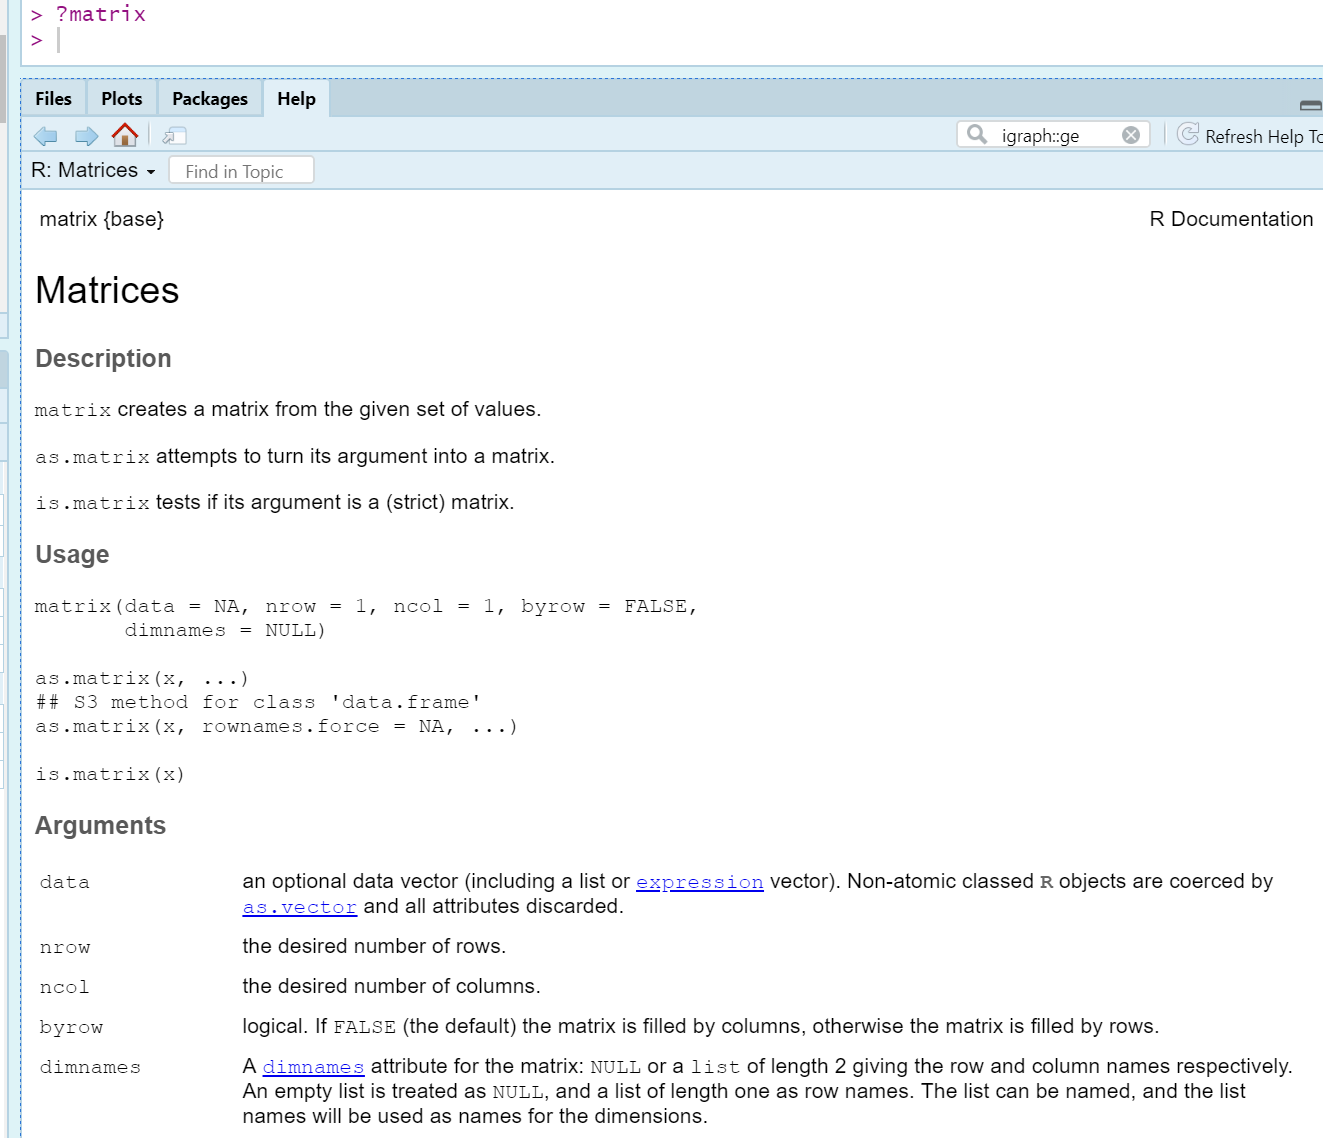 > ?matrix
>
Files Plots Packages Help
igraph::ge Refresh Help To
R: Matrices Find in Topic
matrix {base} R Documentation
Matrices
Description
matrix creates a matrix from the given set of values.
as.matrix attempts to turn its argument into a matrix.
is.matrix tests if its argument is a (strict) matrix.
Usage
matrix(data = NA, nrow = 1, ncol = 1, byrow = FALSE,
       dimnames = NULL)
as.matrix(x, ...)
## S3 method for class 'data.frame'
as.matrix(x, rownames.force = NA, ...)
is.matrix(x)
Arguments
data an optional data vector (including a list or expression vector). Non-atomic classed R objects are coerced by
as.vector and all attributes discarded.
nrow the desired number of rows.
ncol the desired number of columns.
byrow logical. If FALSE (the default) the matrix is filled by columns, otherwise the matrix is filled by rows.
dimnames A dimnames attribute for the matrix: NULL or a list of length 2 giving the row and column names respectively.
An empty list is treated as NULL, and a list of length one as row names. The list can be named, and the list
names will be used as names for the dimensions.